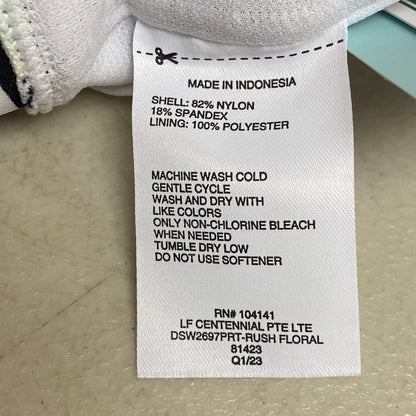 MADE IN INDONESIA
SHELL: 82% NYLON
18% SPANDEX
LINING: 100% POLYESTER
MACHINE WASH COLD
GENTLE CYCLE
WASH AND DRY WITH
LIKE COLORS
ONLY NON-CHLORINE BLEACH
WHEN NEEDED
TUMBLE DRY LOW
DO NOT USE SOFTENER
RN# 104141
LF CENTENNIAL PTE LTE
DSW2697PRT-RUSH FLORAL
81423
Q1/23